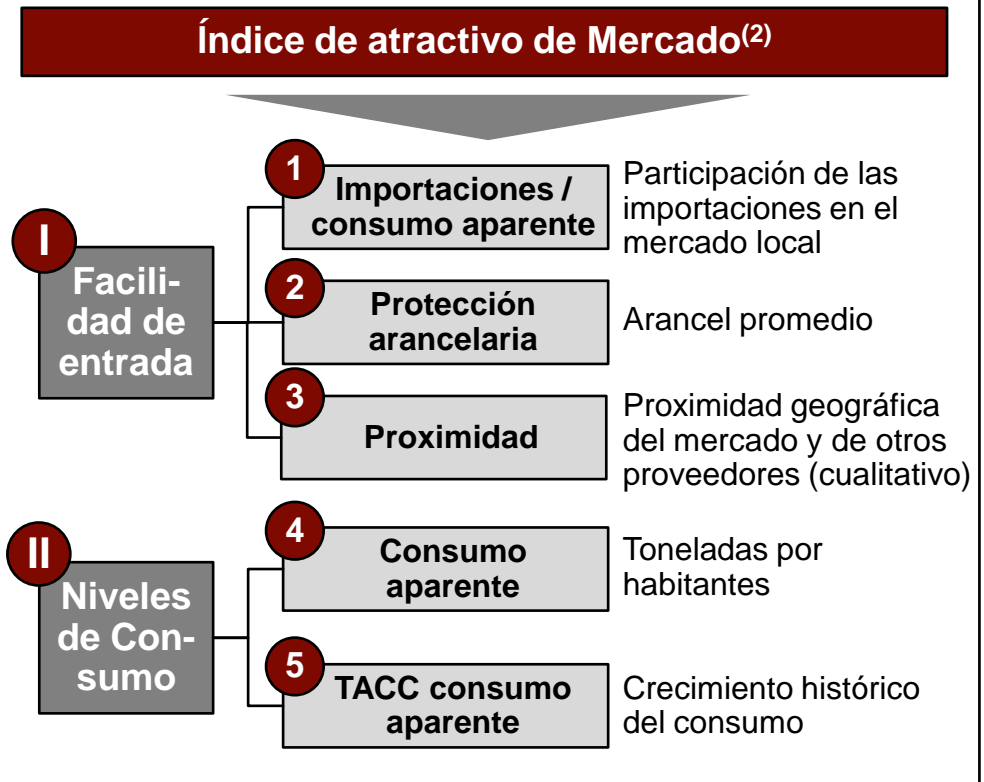 Índice de atractivo de Mercado(2)
I
Facili-
dad de
entrada
1
Importaciones /
consumo aparente
Participación de las
importaciones en el
mercado local
2
Protección
arancelaria
Arancel promedio
3
Proximidad
Proximidad geográfica
del mercado y de otros
proveedores (cualitativo)
II
Niveles
de Con-
sumo
4
Consumo
aparente
Toneladas por
habitantes
5
TACC consumo
aparente
Crecimiento histórico
del consumo